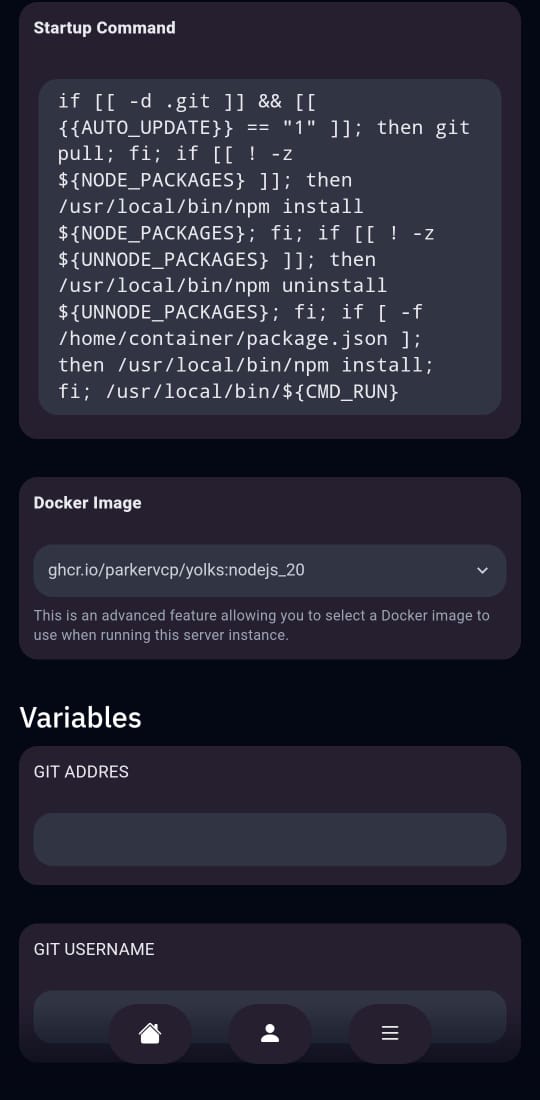 Startup Command
if [[ -d .git ]] && [[
{{AUTO_UPDATE}} == "1" ]]; then git
pull; fi; if [[ ! -z
${NODE_PACKAGES} ]]; then
/usr/local/bin/npm install
${NODE_PACKAGES}; fi; if [[ ! -z
${UNNODE_PACKAGES} ]]; then
/usr/local/bin/npm uninstall
${UNNODE_PACKAGES}; fi; if [ -f
/home/container/package.json ];
then /usr/local/bin/npm install;
fi; /usr/local/bin/${CMD_RUN}
Docker Image
ghcr.io/parkervcp/yolks:nodejs_20
This is an advanced feature allowing you to select a Docker image to
use when running this server instance.
Variables
GIT ADDRES
GIT USERNAME